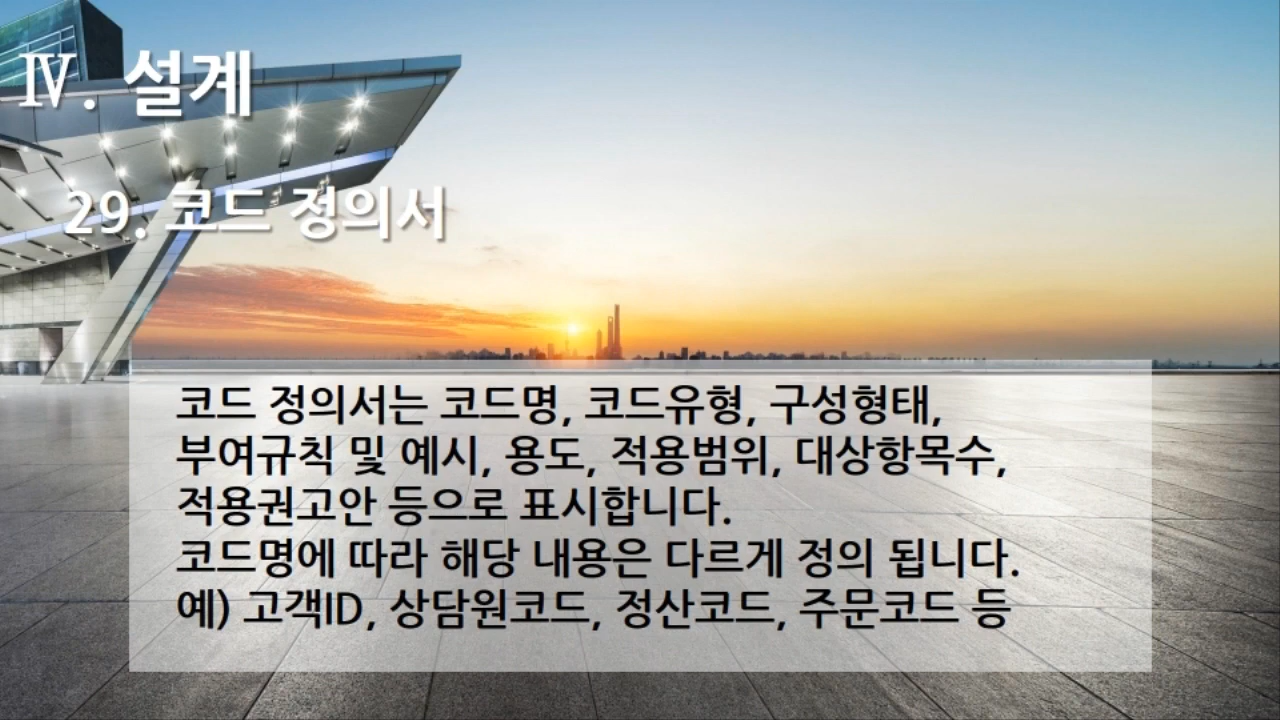 Ⅳ. 설계
29. 코드 정의서
코드 정의서는 코드명, 코드유형, 구성형태,
부여규칙 및 예시, 용도, 적용범위, 대상항목수,
적용권고안 등으로 표시합니다.
코드명에 따라 해당 내용은 다르게 정의 됩니다.
예) 고객ID, 상담원코드, 정산코드, 주문코드 등